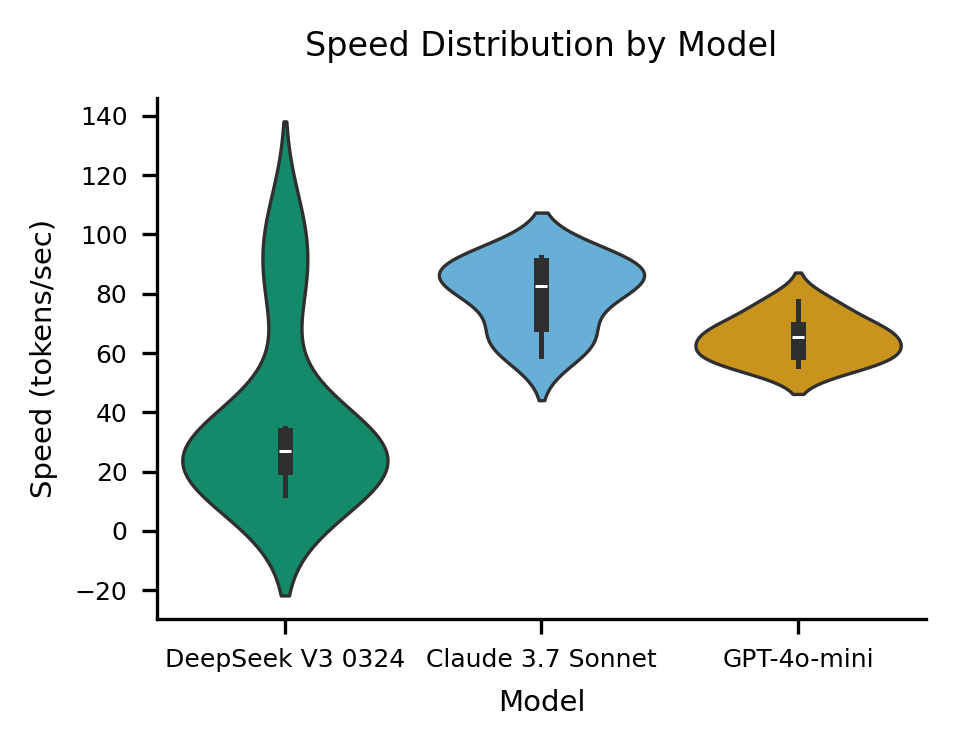 Speed Distribution by Model
140
120
100
80
60
40
20
0
−20
Speed (tokens/sec)
DeepSeek V3 0324 Claude 3.7 Sonnet GPT-4o-mini
Model